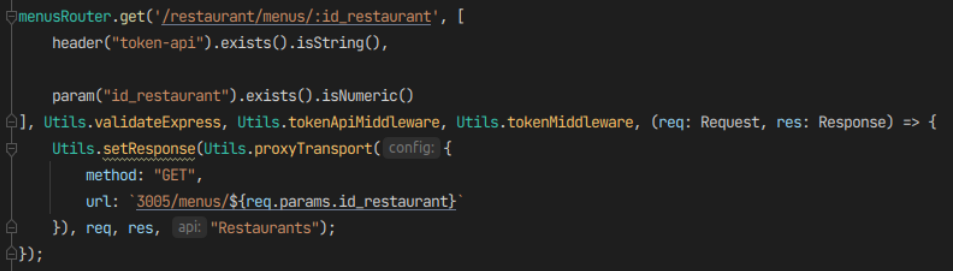 menusRouter.get('/restaurant/menus/:id_restaurant', [
    header("token-api").exists().isString(),
    param("id_restaurant").exists().isNumeric()
], Utils.validateExpress, Utils.tokenApiMiddleware, Utils.tokenMiddleware, (req: Request, res: Response) => {
    Utils.setResponse(Utils.proxyTransport( config: {
        method: "GET",
        url: `3005/menus/${req.params.id_restaurant}`
    }), req, res, api: "Restaurants");
});